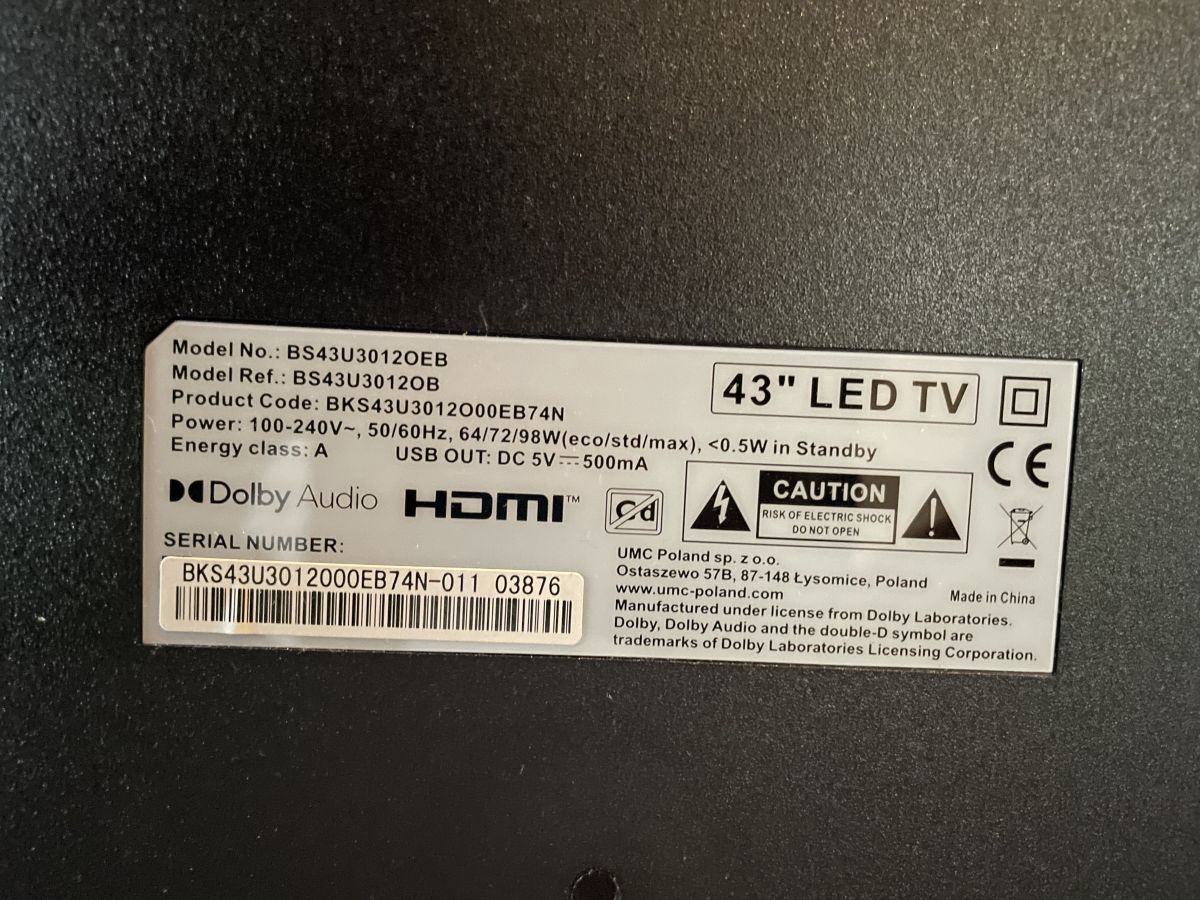 Model No.: BS43U3012OEB
Model Ref.: BS43U3012OB
Product Code: BKS43U3012O00EB74N
Power: 100-240V~, 50/60Hz, 64/72/98W(eco/std/max), <0.5W in Standby
Energy class: A USB OUT: DC 5V⎓500mA
43" LED TV
Dolby Audio HDMI™ Cd
CAUTION
RISK OF ELECTRIC SHOCK
DO NOT OPEN
CE
SERIAL NUMBER:
BKS43U3012000EB74N-011 03876
UMC Poland sp. z o.o.
Ostaszewo 57B, 87-148 Łysomice, Poland
www.umc-poland.com Made in China
Manufactured under license from Dolby Laboratories.
Dolby, Dolby Audio and the double-D symbol are
trademarks of Dolby Laboratories Licensing Corporation.